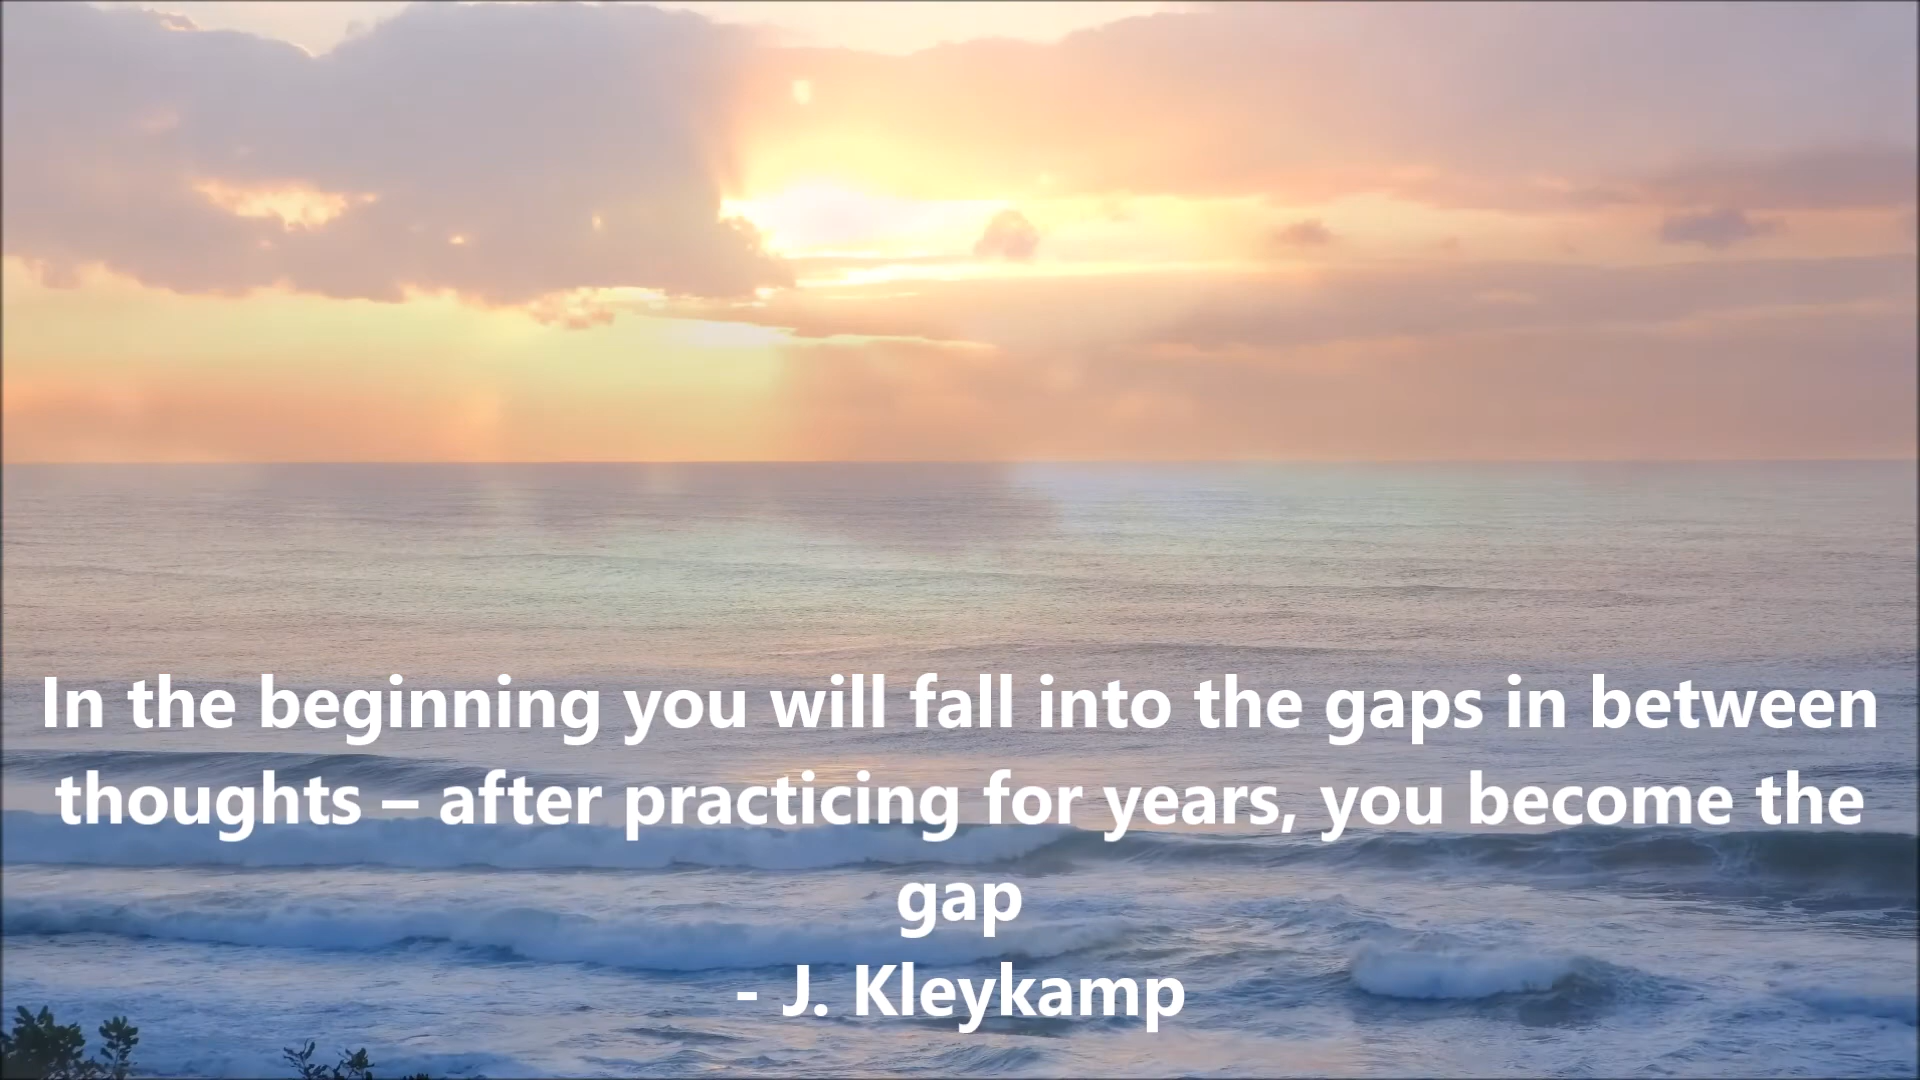 In the beginning you will fall into the gaps in between
thoughts – after practicing for years, you become the
gap
- J. Kleykamp